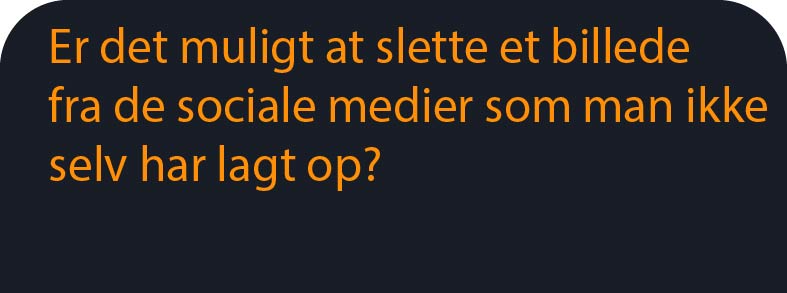 Er det muligt at slette et billede
fra de sociale medier som man ikke
selv har lagt op?